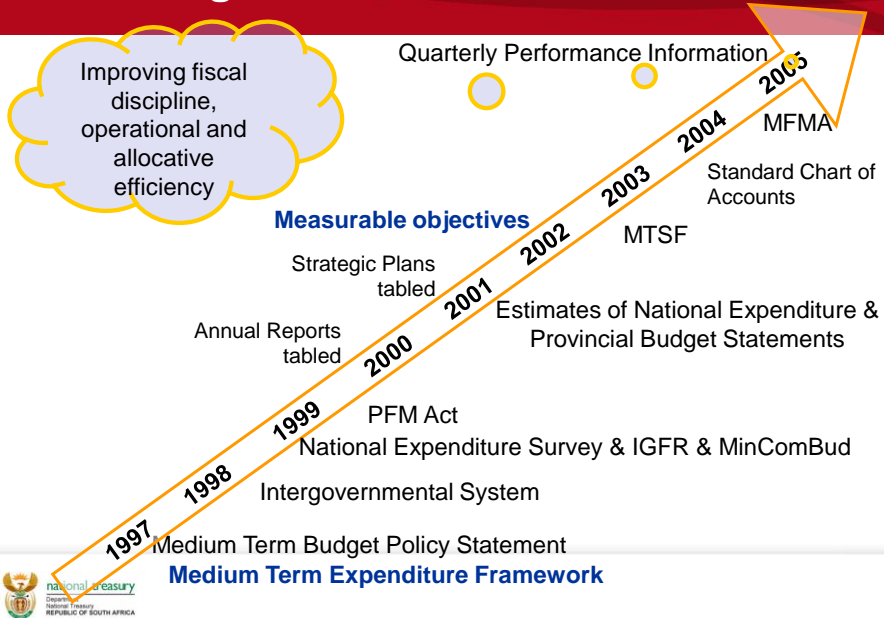 Quarterly Performance Information
Improving fiscal
discipline,
operational and
allocative
efficiency
2005
MFMA
2004
Standard Chart of
Accounts
2003
Measurable objectives
MTSF
2002
Strategic Plans
tabled
2001
Estimates of National Expenditure &
Provincial Budget Statements
Annual Reports
tabled
2000
PFM Act
1999
National Expenditure Survey & IGFR & MinComBud
1998
Intergovernmental System
1997
Medium Term Budget Policy Statement
Medium Term Expenditure Framework
national treasury
Department:
National Treasury
REPUBLIC OF SOUTH AFRICA